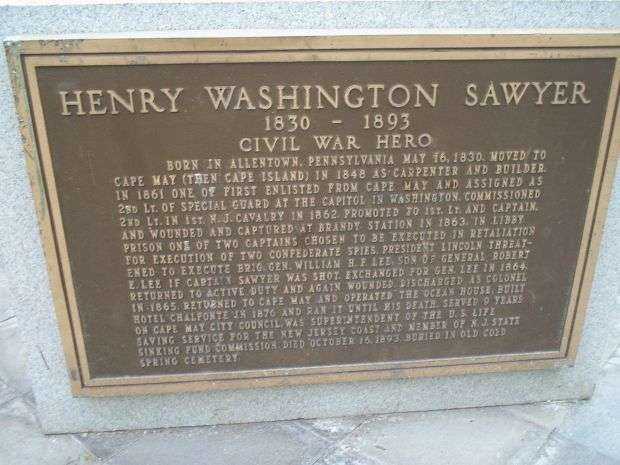 HENRY WASHINGTON SAWYER
1830 - 1893
CIVIL WAR HERO
BORN IN ALLENTOWN, PENNSYLVANIA MAY 16, 1830. MOVED TO
CAPE MAY (THEN CAPE ISLAND) IN 1848 AS CARPENTER AND BUILDER.
IN 1861 ONE OF FIRST ENLISTED FROM CAPE MAY AND ASSIGNED AS
2ND LT. OF SPECIAL GUARD AT THE CAPITOL IN WASHINGTON. COMMISSIONED
2ND LT. IN 1ST. N.J. CAVALRY IN 1862. PROMOTED TO 1ST. LT. AND CAPTAIN.
AND WOUNDED AND CAPTURED AT BRANDY STATION IN 1863. IN LIBBY
PRISON ONE OF TWO CAPTAINS CHOSEN TO BE EXECUTED IN RETALIATION
FOR EXECUTION OF TWO CONFEDERATE SPIES. PRESIDENT LINCOLN THREAT-
ENED TO EXECUTE BRIG. GEN. WILLIAM H.F. LEE, SON OF GENERAL ROBERT
E. LEE IF CAPTAIN SAWYER WAS SHOT. EXCHANGED FOR GEN. LEE IN 1864.
RETURNED TO ACTIVE DUTY AND AGAIN WOUNDED. DISCHARGED AS COLONEL
IN 1865. RETURNED TO CAPE MAY AND OPERATED THE OCEAN HOUSE. BUILT
HOTEL CHALFONTE IN 1876 AND RAN IT UNTIL HIS DEATH. SERVED 9 YEARS
ON CAPE MAY CITY COUNCIL. WAS SUPERINTENDENT OF THE U.S. LIFE
SAVING SERVICE FOR THE NEW JERSEY COAST AND MEMBER OF N.J. STATE
SINKING FUND COMMISSION. DIED OCTOBER 16, 1893. BURIED IN OLD COLD
SPRING CEMETERY.